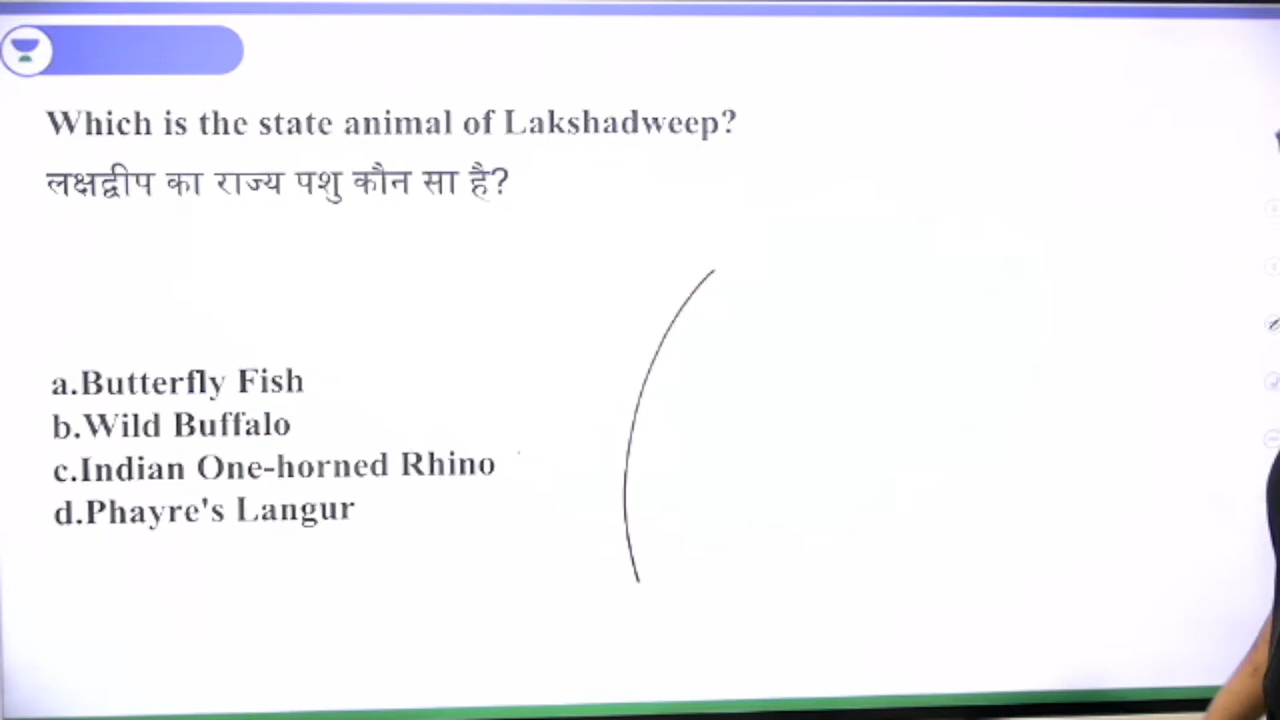 Which is the state animal of Lakshadweep?
लक्षद्वीप का राज्य पशु कौन सा है?
a.Butterfly Fish
b.Wild Buffalo
c.Indian One-horned Rhino
d.Phayre's Langur